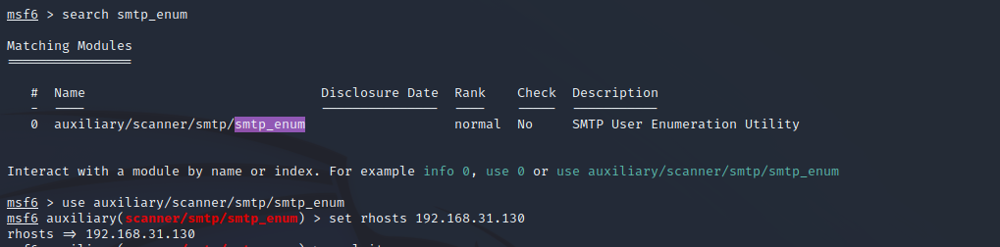 msf6 > search smtp_enum
Matching Modules
================
# Name Disclosure Date Rank Check Description
- ---- --------------- ---- ----- -----------
0 auxiliary/scanner/smtp/smtp_enum normal No SMTP User Enumeration Utility
Interact with a module by name or index. For example info 0, use 0 or use auxiliary/scanner/smtp/smtp_enum
msf6 > use auxiliary/scanner/smtp/smtp_enum
msf6 auxiliary(scanner/smtp/smtp_enum) > set rhosts 192.168.31.130
rhosts => 192.168.31.130